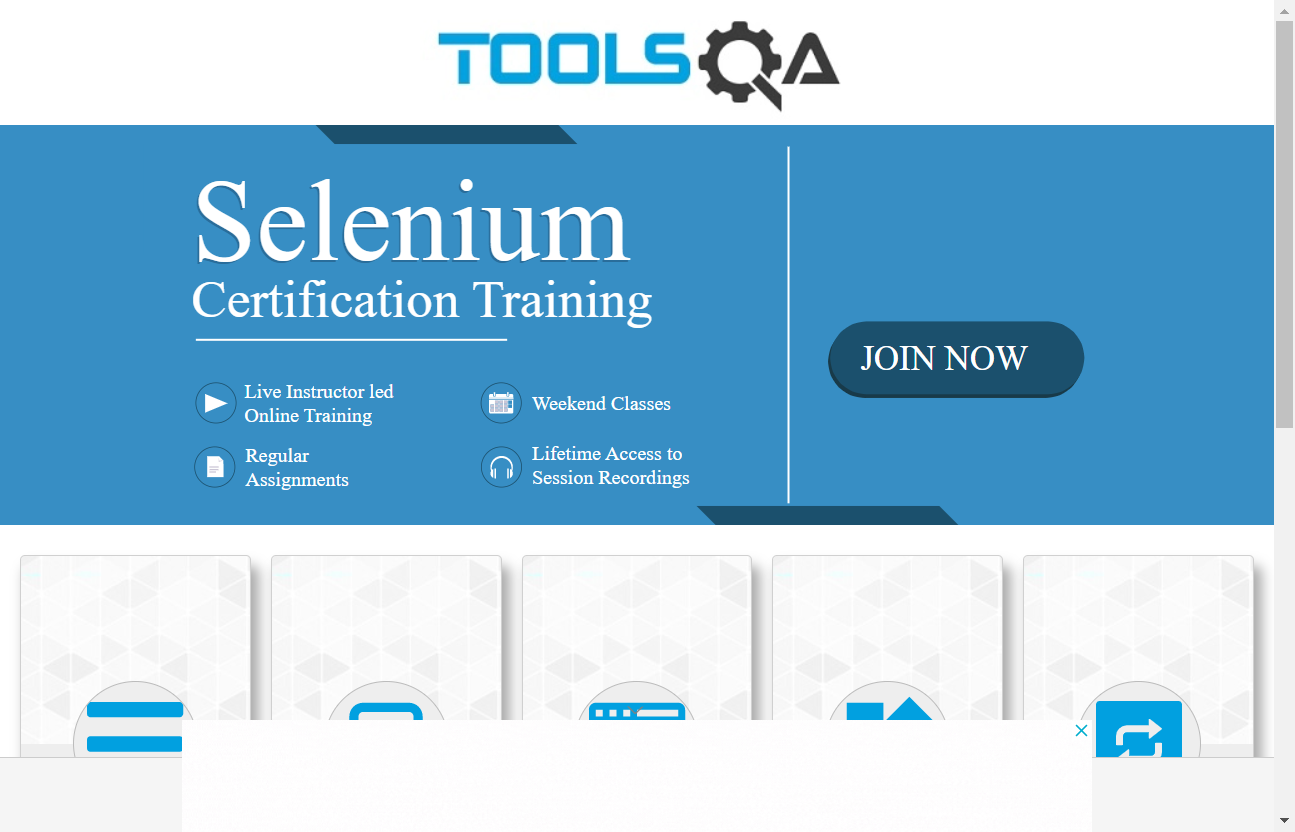 TOOLSQA
Selenium
Certification Training
JOIN NOW
Live Instructor led
Online Training
Weekend Classes
Regular
Assignments
Lifetime Access to
Session Recordings